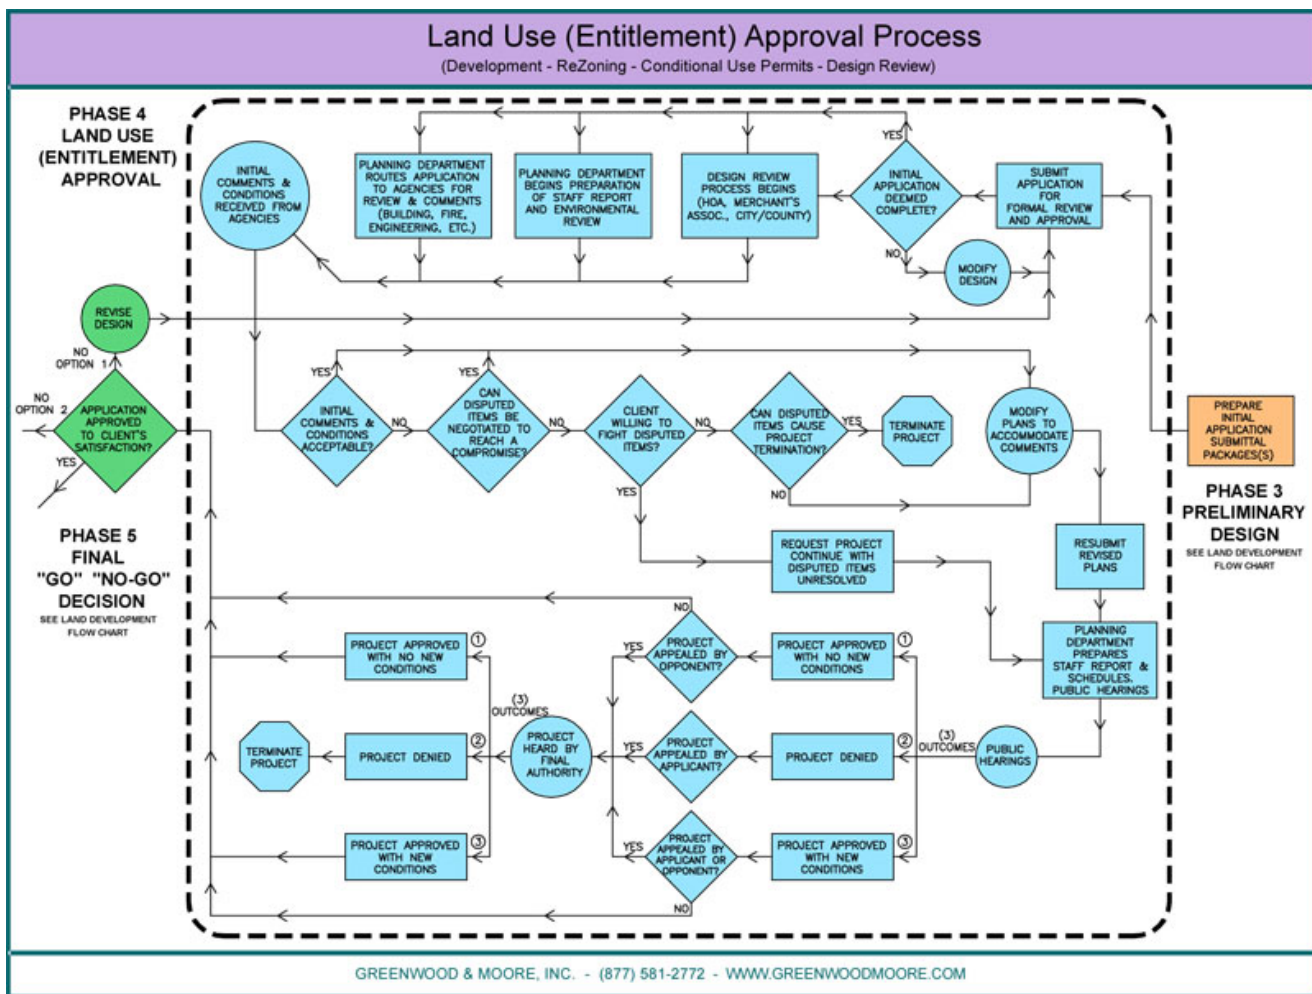 Land Use (Entitlement) Approval Process
(Development - ReZoning - Conditional Use Permits - Design Review)
PHASE 4
LAND USE
(ENTITLEMENT)
APPROVAL
INITIAL
COMMENTS &
CONDITIONS
RECEIVED FROM
AGENCIES
PLANNING DEPARTMENT
ROUTES APPLICATION
TO AGENCIES FOR
REVIEW & COMMENTS
(BUILDING, FIRE,
ENGINEERING, ETC.)
PLANNING DEPARTMENT
BEGINS PREPARATION
OF STAFF REPORT
AND ENVIRONMENTAL
REVIEW
DESIGN REVIEW
PROCESS BEGINS
(HOA, MERCHANT'S
ASSOC., CITY/COUNTY)
YES
INITIAL
APPLICATION
DEEMED
COMPLETE?
NO
SUBMIT
APPLICATION
FOR
FORMAL REVIEW
AND APPROVAL
MODIFY
DESIGN
REVISE
DESIGN
NO
OPTION 1
NO
OPTION 2
APPLICATION
APPROVED
TO CLIENT'S
SATISFACTION?
YES
YES
INITIAL
COMMENTS &
CONDITIONS
ACCEPTABLE?
NO
YES
CAN
DISPUTED
ITEMS BE
NEGOTIATED TO
REACH A
COMPROMISE?
NO
CLIENT
WILLING TO
FIGHT DISPUTED
ITEMS?
NO
YES
CAN DISPUTED
ITEMS CAUSE
PROJECT
TERMINATION?
YES
NO
TERMINATE
PROJECT
MODIFY
PLANS TO
ACCOMMODATE
COMMENTS
PREPARE
INITIAL
APPLICATION
SUBMITTAL
PACKAGES(S)
PHASE 3
PRELIMINARY
DESIGN
SEE LAND DEVELOPMENT
FLOW CHART
PHASE 5
FINAL
"GO" "NO-GO"
DECISION
SEE LAND DEVELOPMENT
FLOW CHART
REQUEST PROJECT
CONTINUE WITH
DISPUTED ITEMS
UNRESOLVED
RESUBMIT
REVISED
PLANS
PLANNING
DEPARTMENT
PREPARES
STAFF REPORT &
SCHEDULES.
PUBLIC HEARINGS
PUBLIC
HEARINGS
(3)
OUTCOMES
1
PROJECT APPROVED
WITH NO NEW
CONDITIONS
2
PROJECT DENIED
3
PROJECT APPROVED
WITH NEW
CONDITIONS
NO
PROJECT
APPEALED BY
OPPONENT?
YES
PROJECT
APPEALED BY
APPLICANT?
YES
PROJECT
APPEALED BY
APPLICANT OR
OPPONENT?
YES
NO
PROJECT
HEARD BY
FINAL
AUTHORITY
(3)
OUTCOMES
1
PROJECT APPROVED
WITH NO NEW
CONDITIONS
2
PROJECT DENIED
3
PROJECT APPROVED
WITH NEW
CONDITIONS
TERMINATE
PROJECT
GREENWOOD & MOORE, INC. - (877) 581-2772 - WWW.GREENWOODMOORE.COM